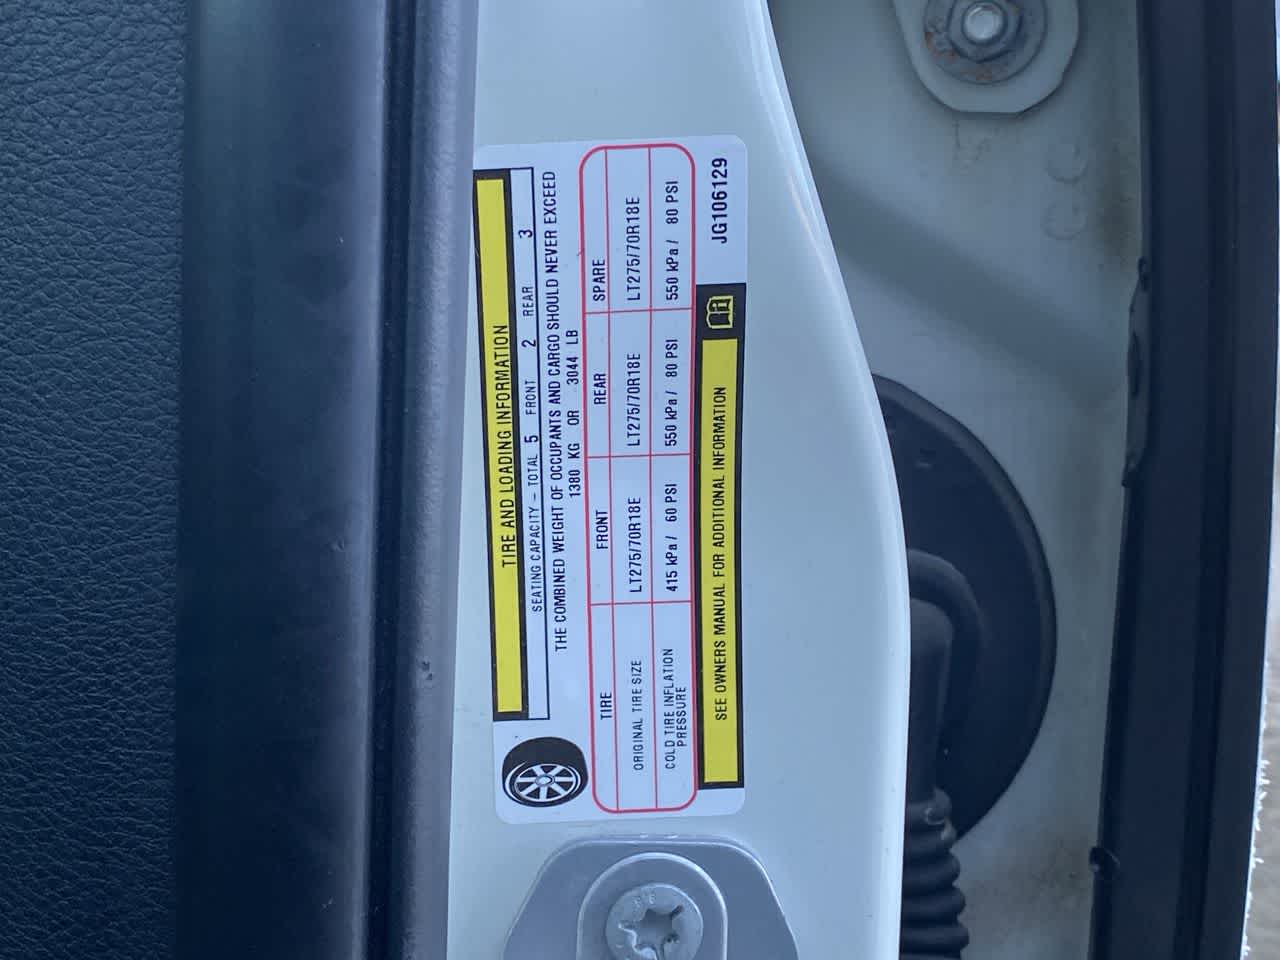 TIRE AND LOADING INFORMATION
SEATING CAPACITY – TOTAL 5 FRONT 2 REAR 3
THE COMBINED WEIGHT OF OCCUPANTS AND CARGO SHOULD NEVER EXCEED
1380 KG OR 3044 LB
TIRE FRONT REAR SPARE
ORIGINAL TIRE SIZE LT275/70R18E LT275/70R18E LT275/70R18E
COLD TIRE INFLATION PRESSURE 415 kPa / 60 PSI 550 kPa / 80 PSI 550 kPa / 80 PSI
SEE OWNERS MANUAL FOR ADDITIONAL INFORMATION
JG106129